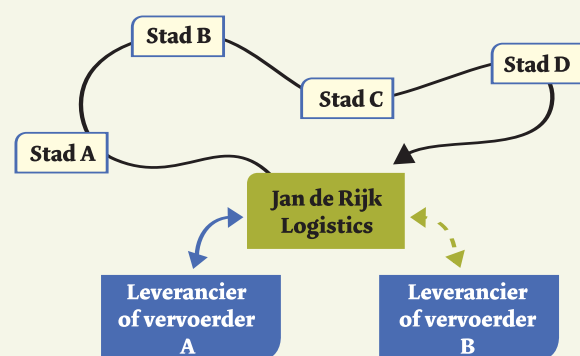 Stad B
Stad D
Stad C
Stad A
Jan de Rijk
Logistics
Leverancier
of vervoerder
A
Leverancier
of vervoerder
B